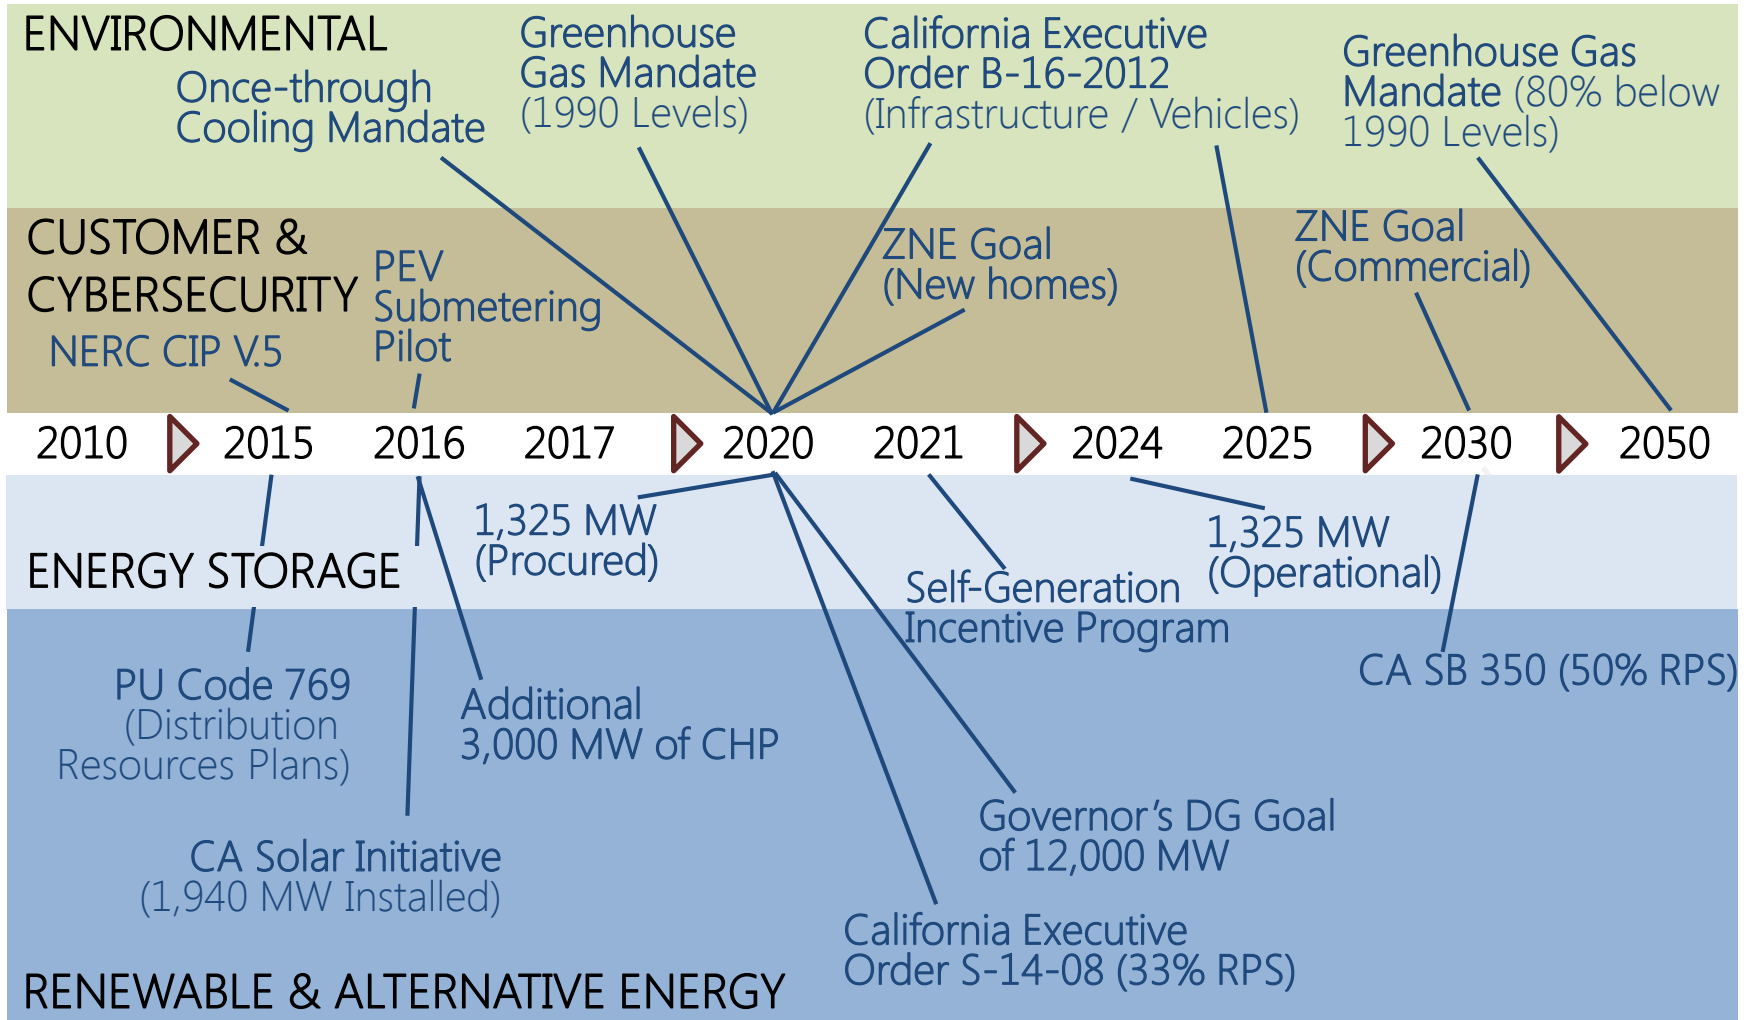 ENVIRONMENTAL
Once-through
Cooling Mandate
Greenhouse
Gas Mandate
(1990 Levels)
California Executive
Order B-16-2012
(Infrastructure / Vehicles)
Greenhouse Gas
Mandate (80% below
1990 Levels)
CUSTOMER &
CYBERSECURITY
NERC CIP V.5
PEV
Submetering
Pilot
ZNE Goal
(New homes)
ZNE Goal
(Commercial)
2010 2015 2016 2017 2020 2021 2024 2025 2030 2050
ENERGY STORAGE
1,325 MW
(Procured)
Self-Generation
Incentive Program
1,325 MW
(Operational)
PU Code 769
(Distribution
Resources Plans)
Additional
3,000 MW of CHP
CA SB 350 (50% RPS)
CA Solar Initiative
(1,940 MW Installed)
Governor's DG Goal
of 12,000 MW
California Executive
Order S-14-08 (33% RPS)
RENEWABLE & ALTERNATIVE ENERGY